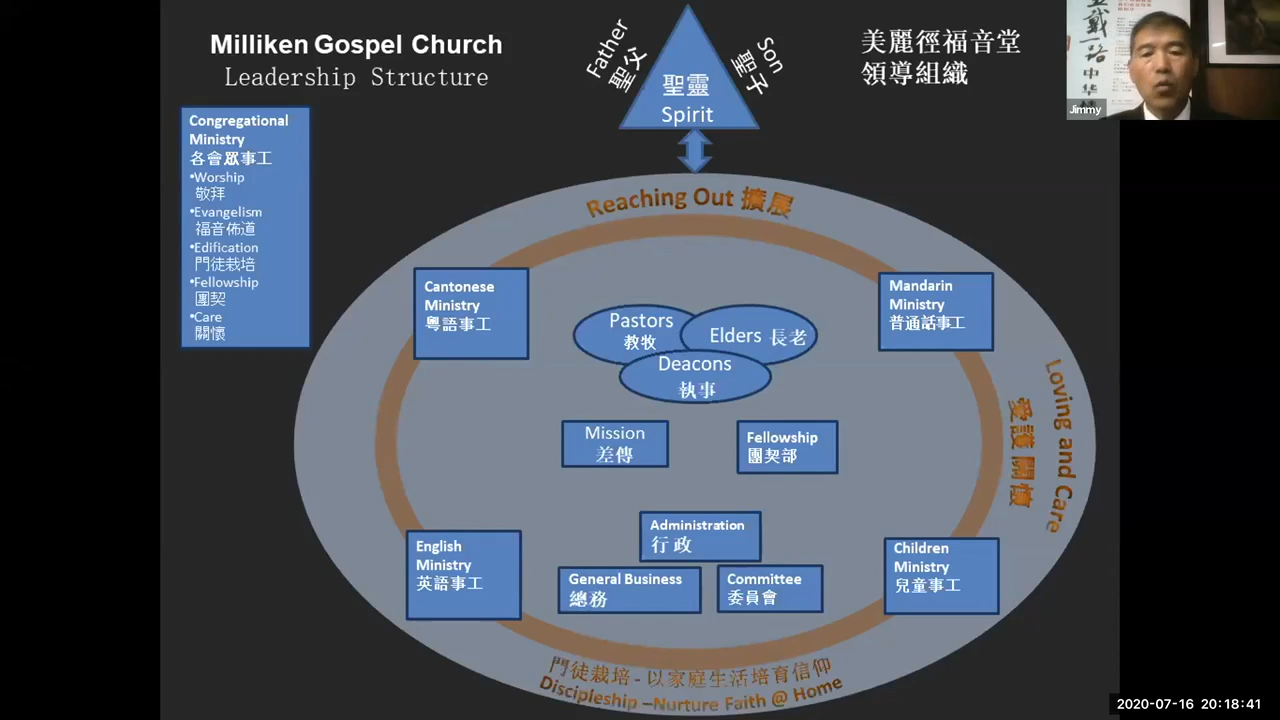 Milliken Gospel Church
Leadership Structure
Father
聖父
聖靈
Spirit
Son
聖子
美麗徑福音堂
領導組織
Jimmy
Congregational
Ministry
各會眾事工
•Worship
敬拜
•Evangelism
福音佈道
•Edification
門徒栽培
•Fellowship
團契
•Care
關懷
Reaching Out 擴展
Cantonese
Ministry
粵語事工
Pastors
教牧
Elders 長老
Deacons
執事
Mandarin
Ministry
普通話事工
Mission
差傳
Fellowship
團契部
Loving and Care
愛護關懷
Administration
行政
General Business
總務
Committee
委員會
English
Ministry
英語事工
Children
Ministry
兒童事工
門徒栽培 - 以家庭生活培育信仰
Discipleship –Nurture Faith @ Home
2020-07-16 20:18:41